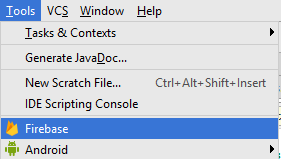 Tools VCS Window Help
Tasks & Contexts
Generate JavaDoc...
New Scratch File... Ctrl+Alt+Shift+Insert
IDE Scripting Console
Firebase
Android